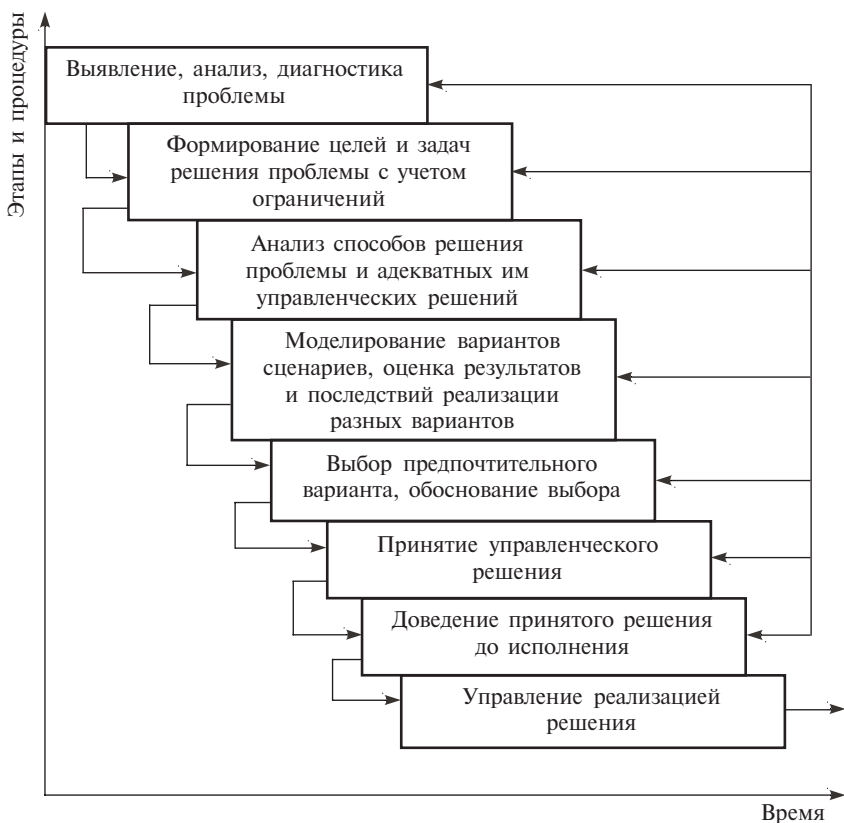 Этапы и процедуры
Выявление, анализ, диагностика
проблемы
Формирование целей и задач
решения проблемы с учетом
ограничений
Анализ способов решения
проблемы и адекватных им
управленческих решений
Моделирование вариантов
сценариев, оценка результатов
и последствий реализации
разных вариантов
Выбор предпочтительного
варианта, обоснование выбора
Принятие управленческого
решения
Доведение принятого решения
до исполнения
Управление реализацией
решения
Время